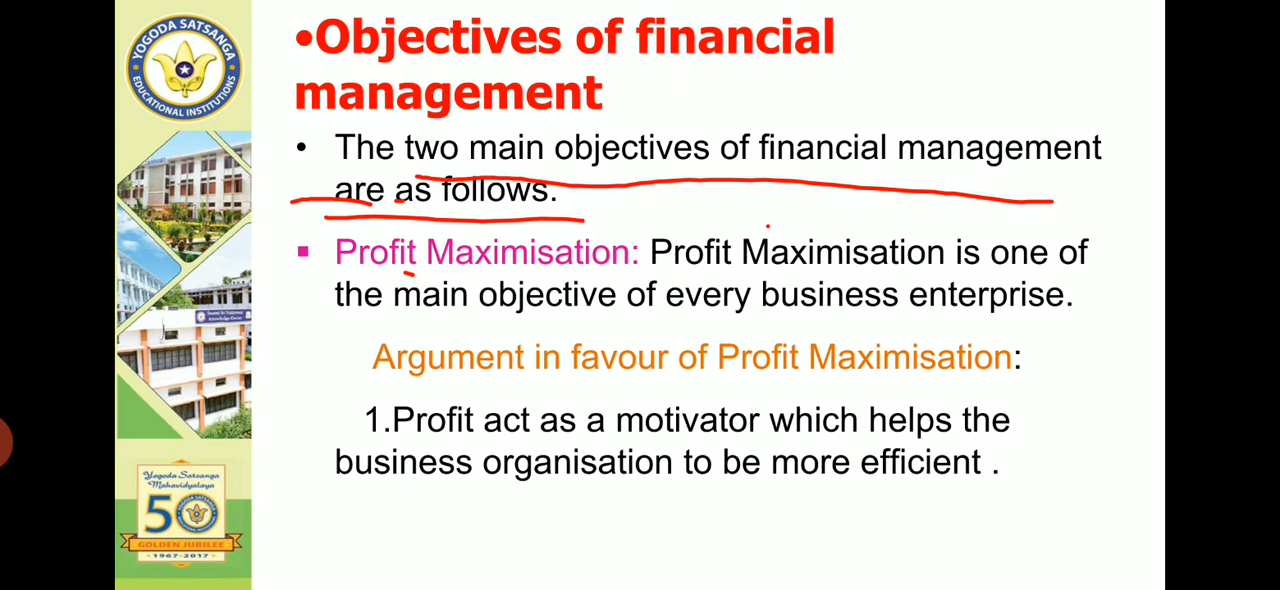 YOGODA SATSANGA
EDUCATIONAL INSTITUTIONS
Yogoda Satsanga
Mahavidyalaya
50
GOLDEN JUBILEE
1967-2017
•Objectives of financial
management
• The two main objectives of financial management
are as follows.
▪ Profit Maximisation: Profit Maximisation is one of
the main objective of every business enterprise.
Argument in favour of Profit Maximisation:
1.Profit act as a motivator which helps the
business organisation to be more efficient .